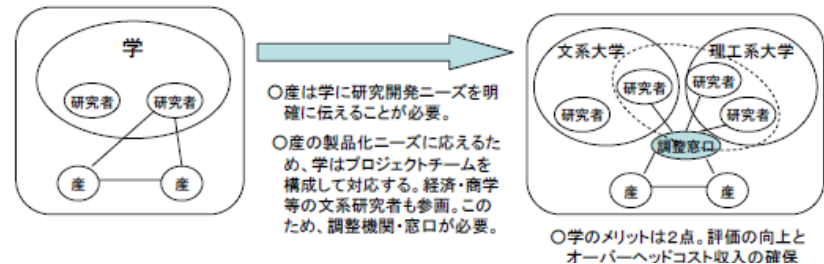 学
研究者
研究者
産
産
○産は学に研究開発ニーズを明
確に伝えることが必要。
○産の製品化ニーズに応えるた
め、学はプロジェクトチームを
構成して対応する。経済・商学
等の文系研究者も参画。この
ため、調整機関・窓口が必要。
文系大学
理工系大学
研究者
研究者
研究者
研究者
調整窓口
産
産
○学のメリットは2点。評価の向上と
オーバーヘッドコスト収入の確保